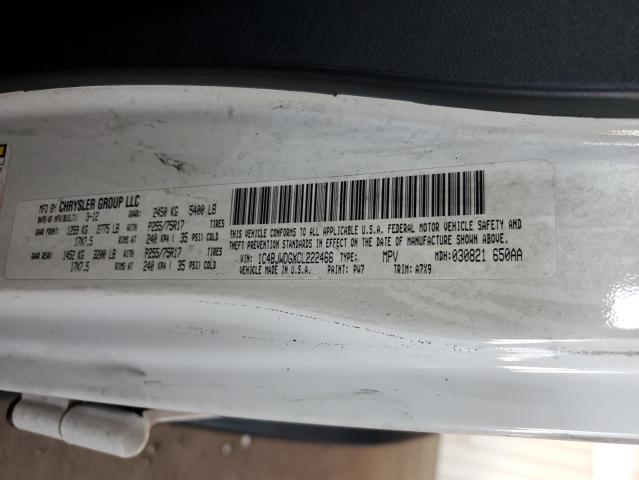 MFD BY CHRYSLER GROUP LLC
DATE OF MFR(BUILT): 3-12 GVWR: 2450 KG 5400 LB
GAWR FRONT: 1259 KG 2775 LB WITH P255/75R17 TIRES
17X7.5 RIMS AT 240 KPA ( 35 PSI) COLD
GAWR REAR: 1452 KG 3200 LB WITH P255/75R17 TIRES
17X7.5 RIMS AT 240 KPA ( 35 PSI) COLD
THIS VEHICLE CONFORMS TO ALL APPLICABLE U.S.A. FEDERAL MOTOR VEHICLE SAFETY AND
THEFT PREVENTION STANDARDS IN EFFECT ON THE DATE OF MANUFACTURE SHOWN ABOVE.
VIN: 1C4BJWDGXCL222466 TYPE: MPV MDH:030821 650AA
VEHICLE MADE IN U.S.A. PAINT: PW7 TRIM: A7X9